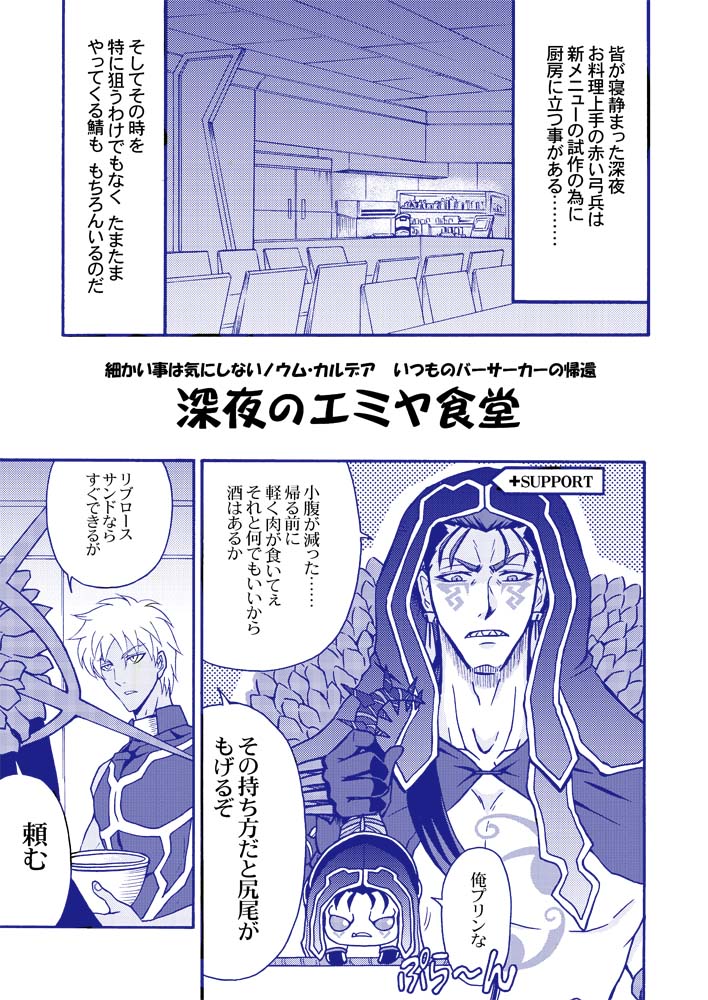 皆が寝静まった深夜
お料理上手の赤い弓兵は
新メニューの試作の為に
厨房に立つ事がある………
そしてその時を
特に狙うわけでもなく たまたま
やってくる鯖も もちろんいるのだ
細かい事は気にしないノウム・カルデア いつものバーサーカーの帰還
深夜のエミヤ食堂
+SUPPORT
小腹が減った……
帰る前に
軽く肉が食いてえ
それと何でもいいから
酒はあるか
俺プリンな
ぷら〜ん
その持ち方だと尻尾が
もげるぞ
リブロース
サンドなら
すぐできるが
頼む